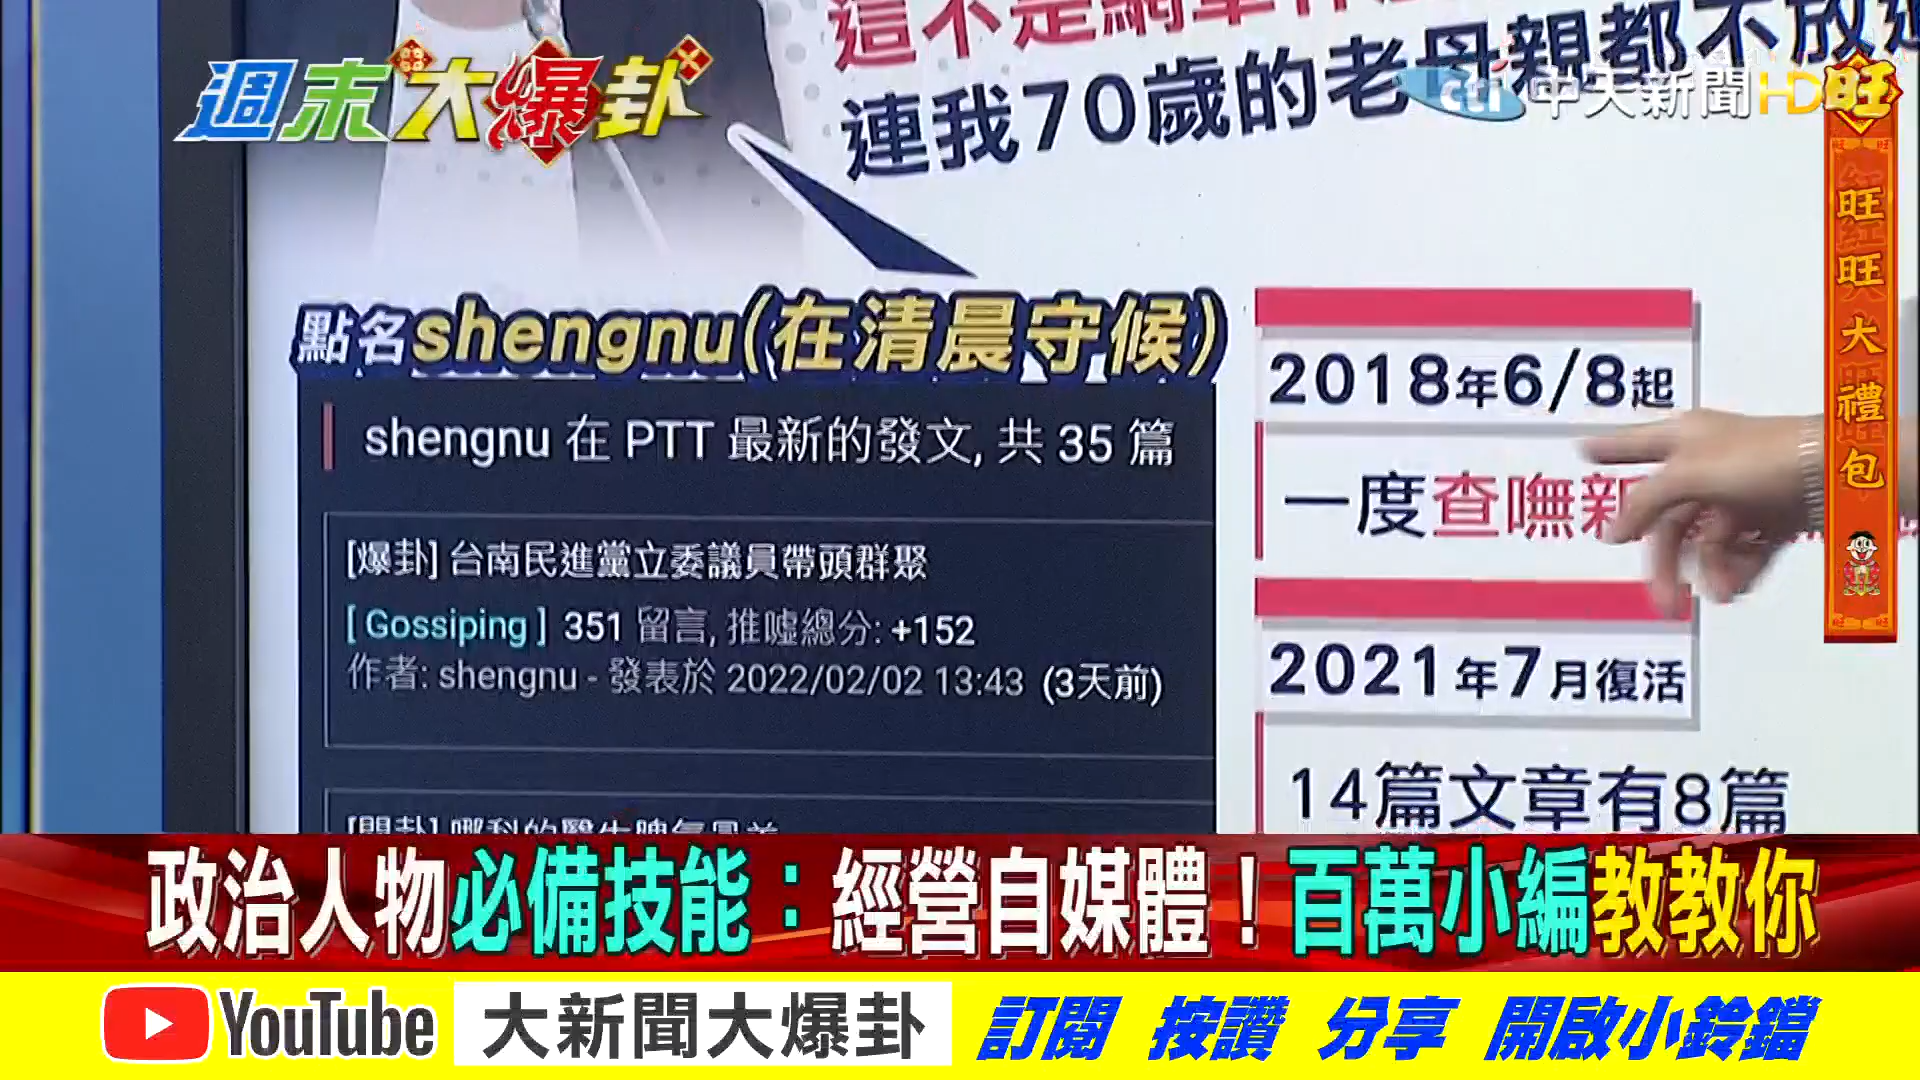 週末大爆卦
連我70歲的老母親都不放過
中天新聞HD
旺
旺旺大禮包
點名shengnu(在清晨守候)
shengnu 在 PTT 最新的發文, 共 35 篇
[爆卦] 台南民進黨立委議員帶頭群聚
[ Gossiping ] 351 留言, 推噓總分: +152
作者: shengnu - 發表於 2022/02/02 13:43 (3天前)
2018年6/8起
一度查嘸新
2021年7月復活
14篇文章有8篇
政治人物必備技能：經營自媒體！百萬小編教教你
YouTube 大新聞大爆卦 訂閱 按讚 分享 開啟小鈴鐺